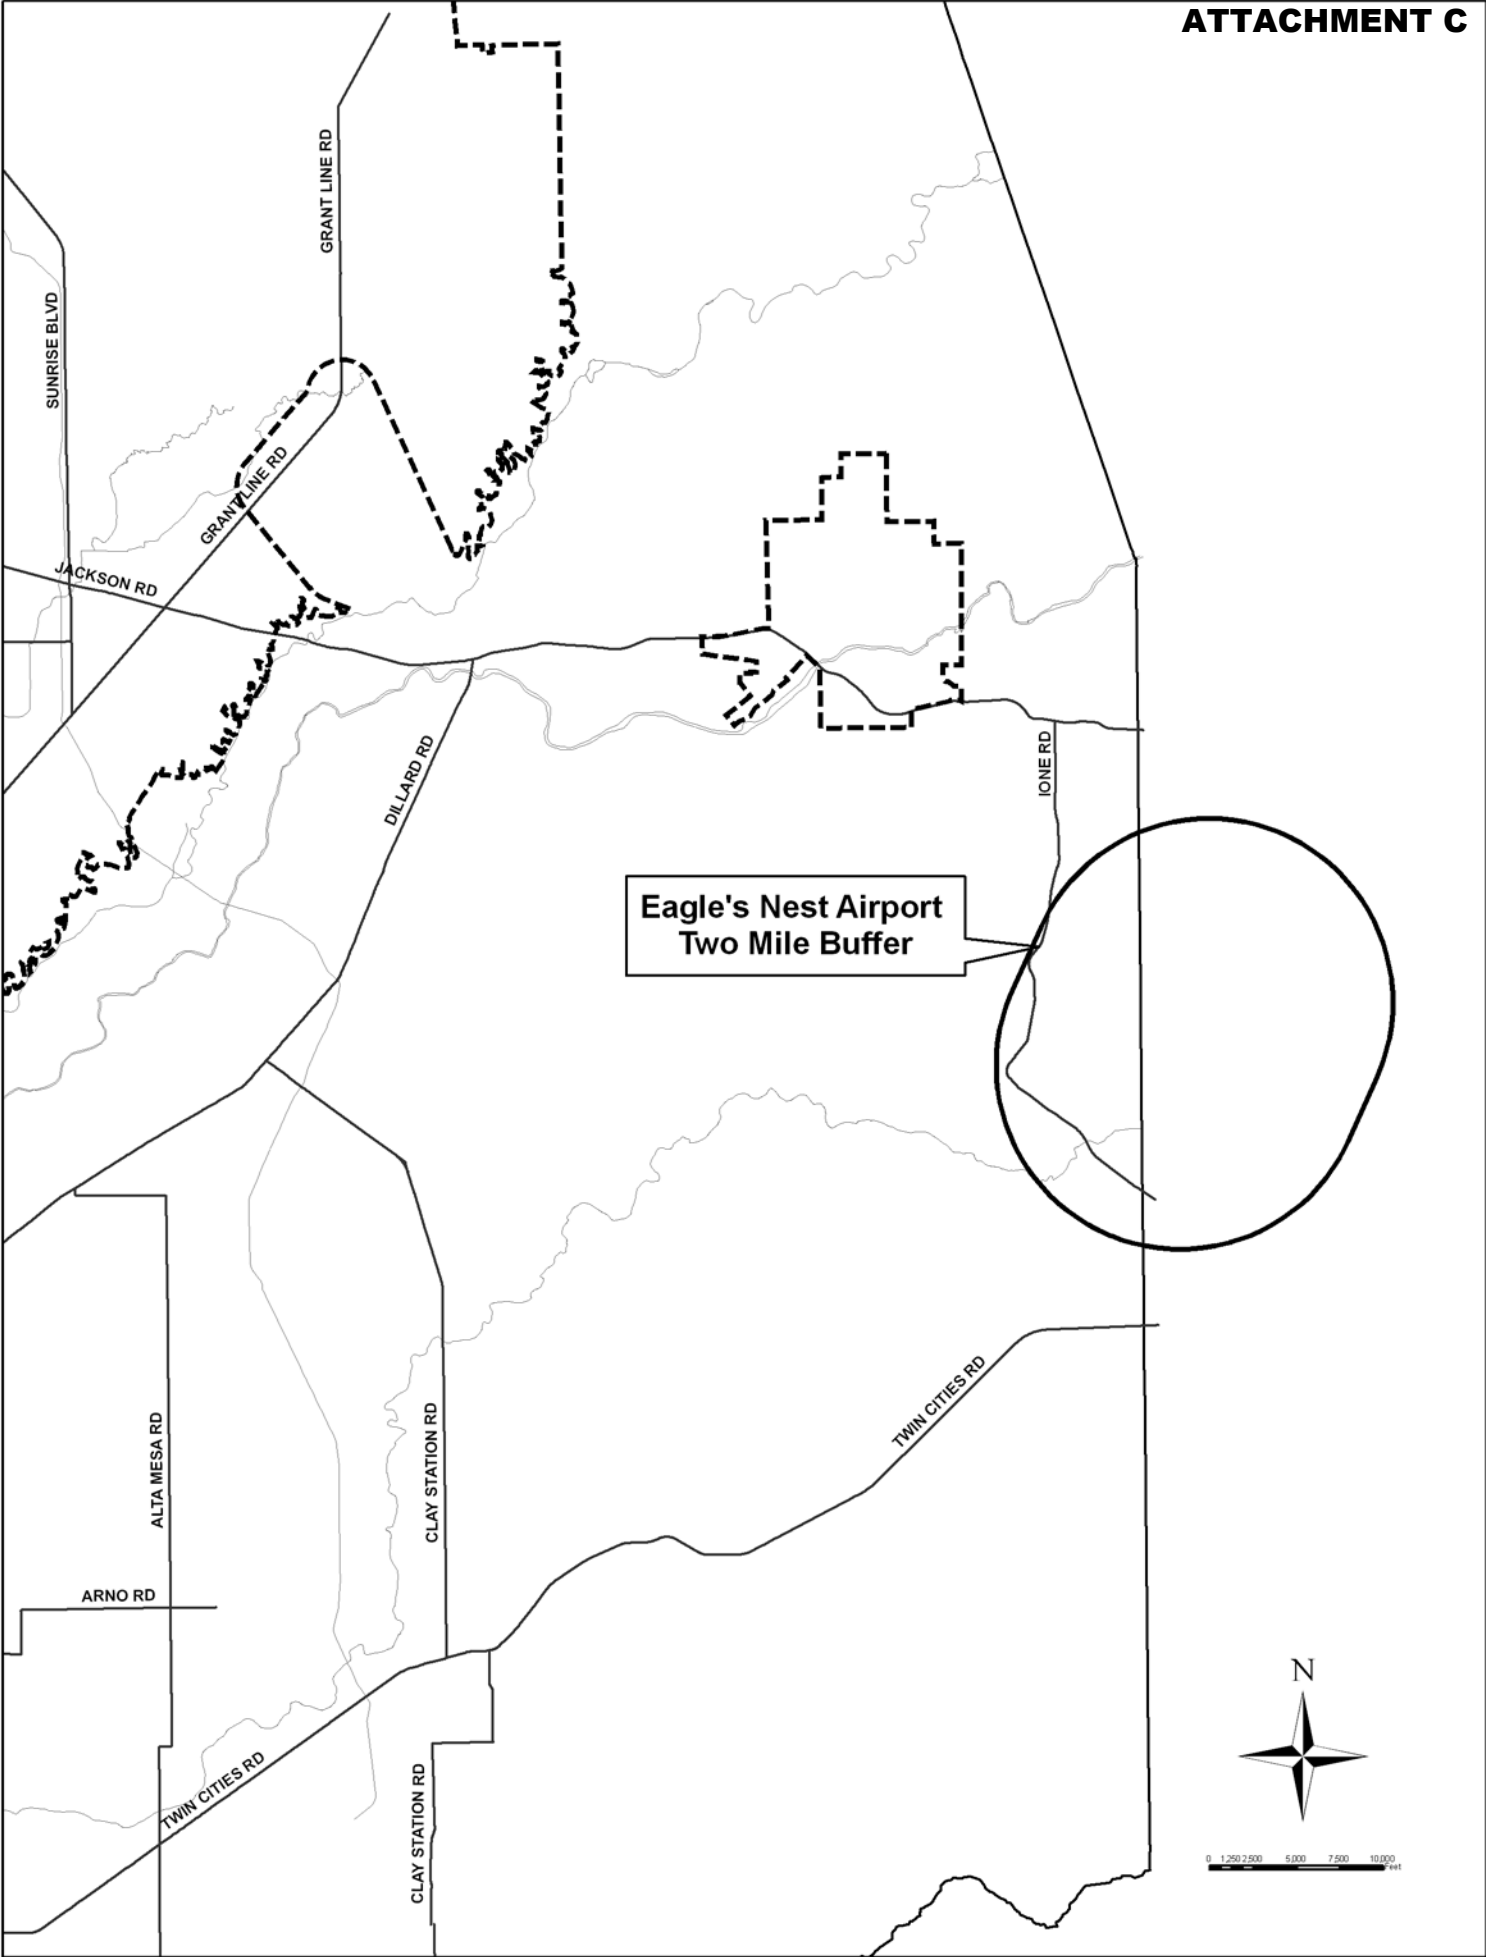 ATTACHMENT C
GRANT LINE RD
SUNRISE BLVD
GRANT LINE RD
JACKSON RD
DILLARD RD
IONE RD
Eagle's Nest Airport
Two Mile Buffer
TWIN CITIES RD
ALTA MESA RD
CLAY STATION RD
ARNO RD
N
TWIN CITIES RD
CLAY STATION RD
0 1,250 2,500 5,000 7,500 10,000
Feet